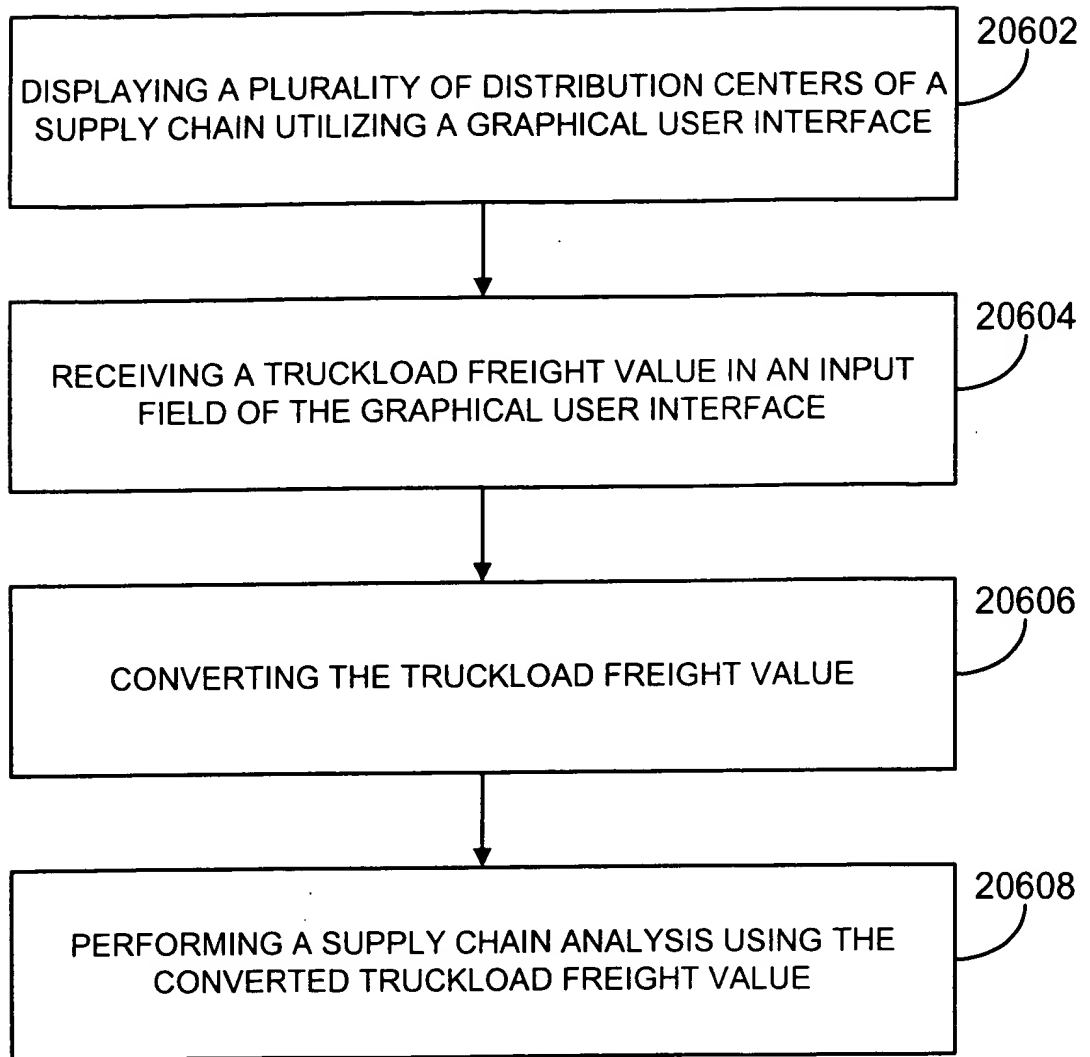 20602
DISPLAYING A PLURALITY OF DISTRIBUTION CENTERS OF A
SUPPLY CHAIN UTILIZING A GRAPHICAL USER INTERFACE
20604
RECEIVING A TRUCKLOAD FREIGHT VALUE IN AN INPUT
FIELD OF THE GRAPHICAL USER INTERFACE
20606
CONVERTING THE TRUCKLOAD FREIGHT VALUE
20608
PERFORMING A SUPPLY CHAIN ANALYSIS USING THE
CONVERTED TRUCKLOAD FREIGHT VALUE